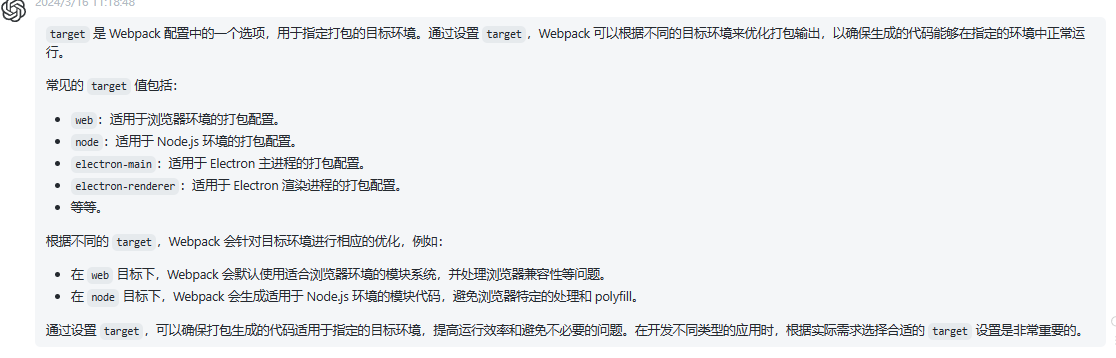 2024/3/16 11:18:48
target 是 Webpack 配置中的一个选项，用于指定打包的目标环境。通过设置 target，Webpack 可以根据不同的目标环境来优化打包输出，以确保生成的代码能够在指定的环境中正常运
行。
常见的 target 值包括：
web：适用于浏览器环境的打包配置。
node：适用于 Node.js 环境的打包配置。
electron-main：适用于 Electron 主进程的打包配置。
electron-renderer：适用于 Electron 渲染进程的打包配置。
等等。
根据不同的 target，Webpack 会针对目标环境进行相应的优化，例如：
在 web 目标下，Webpack 会默认使用适合浏览器环境的模块系统，并处理浏览器兼容性等问题。
在 node 目标下，Webpack 会生成适用于 Node.js 环境的模块代码，避免浏览器特定的处理和 polyfill。
通过设置 target，可以确保打包生成的代码适用于指定的目标环境，提高运行效率和避免不必要的问题。在开发不同类型的应用时，根据实际需求选择合适的 target 设置是非常重要的。